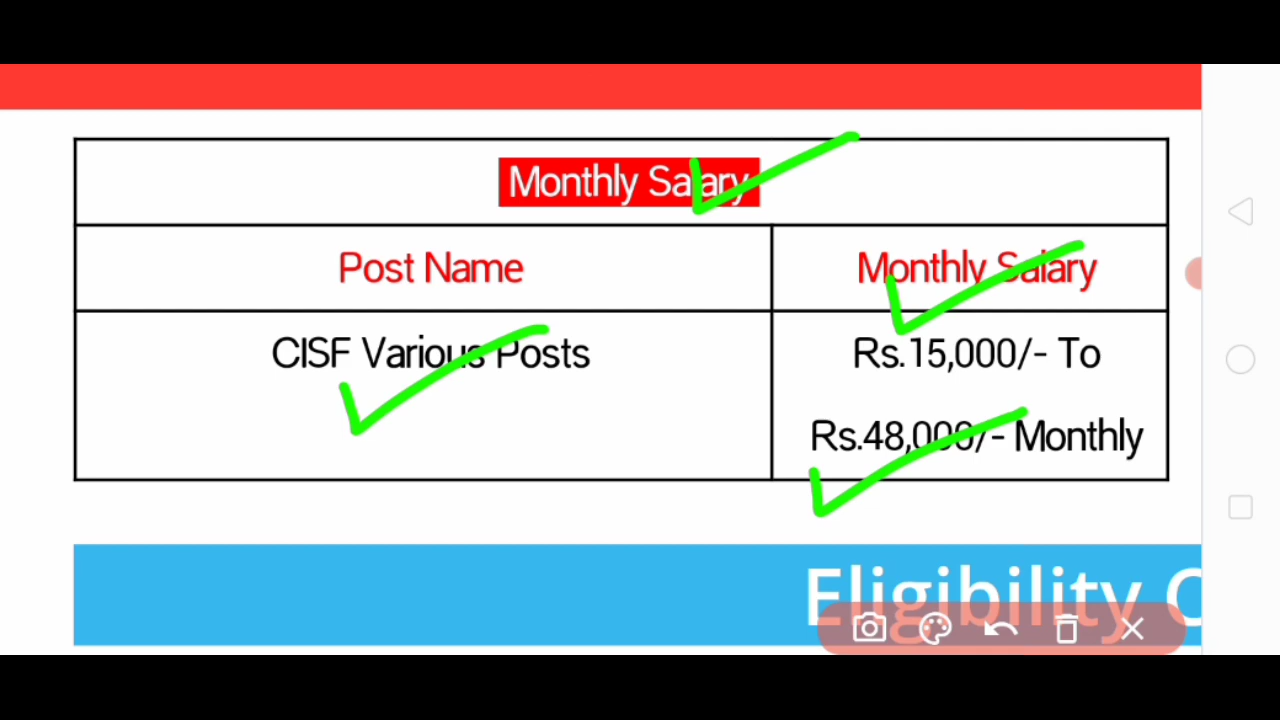 Monthly Salary
Post Name
Monthly Salary
CISF Various Posts
Rs.15,000/- To
Rs.48,000/- Monthly
Eligibility